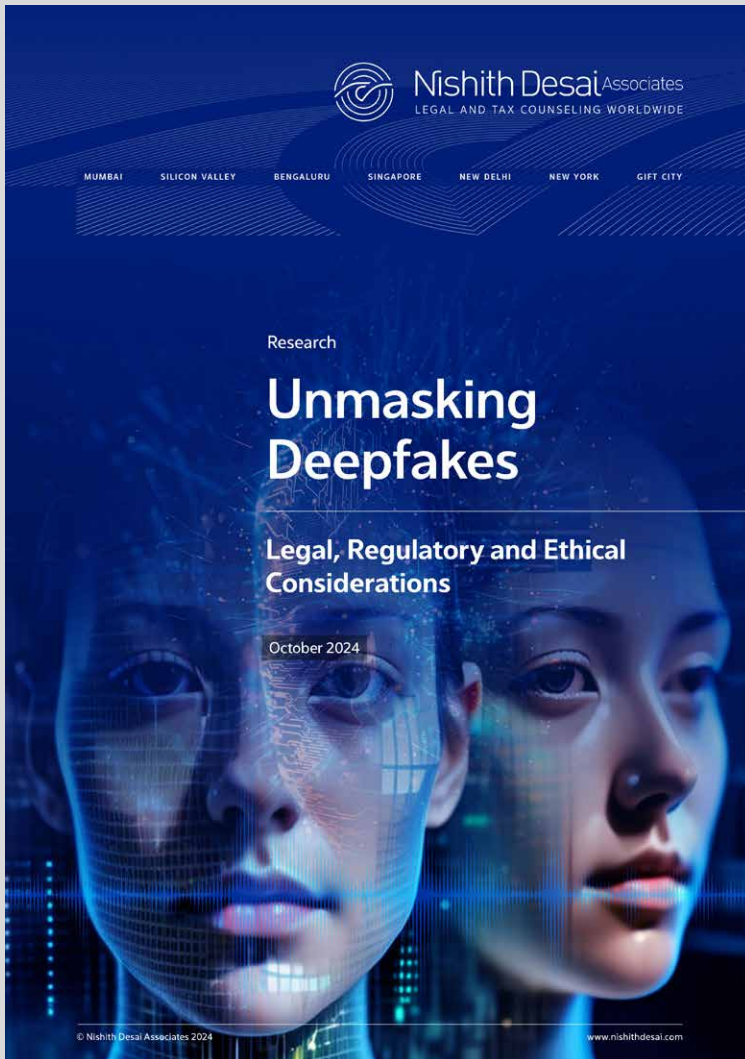 Nishith Desai Associates
LEGAL AND TAX COUNSELING WORLDWIDE
MUMBAI SILICON VALLEY BENGALURU SINGAPORE NEW DELHI NEW YORK GIFT CITY
Research
Unmasking
Deepfakes
Legal, Regulatory and Ethical
Considerations
October 2024
© Nishith Desai Associates 2024 www.nishithdesai.com